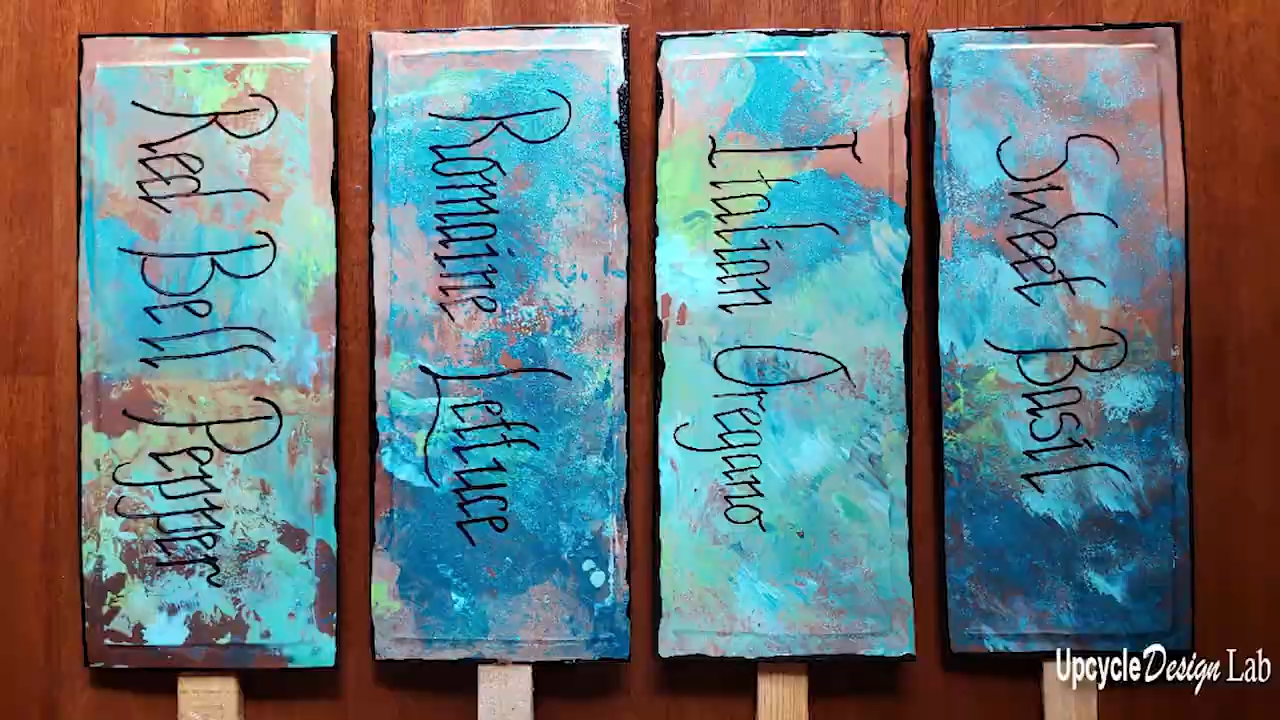 Red Bell Pepper
Romaine Lettuce
Italian Oregano
Sweet Basil
Upcycle Design Lab